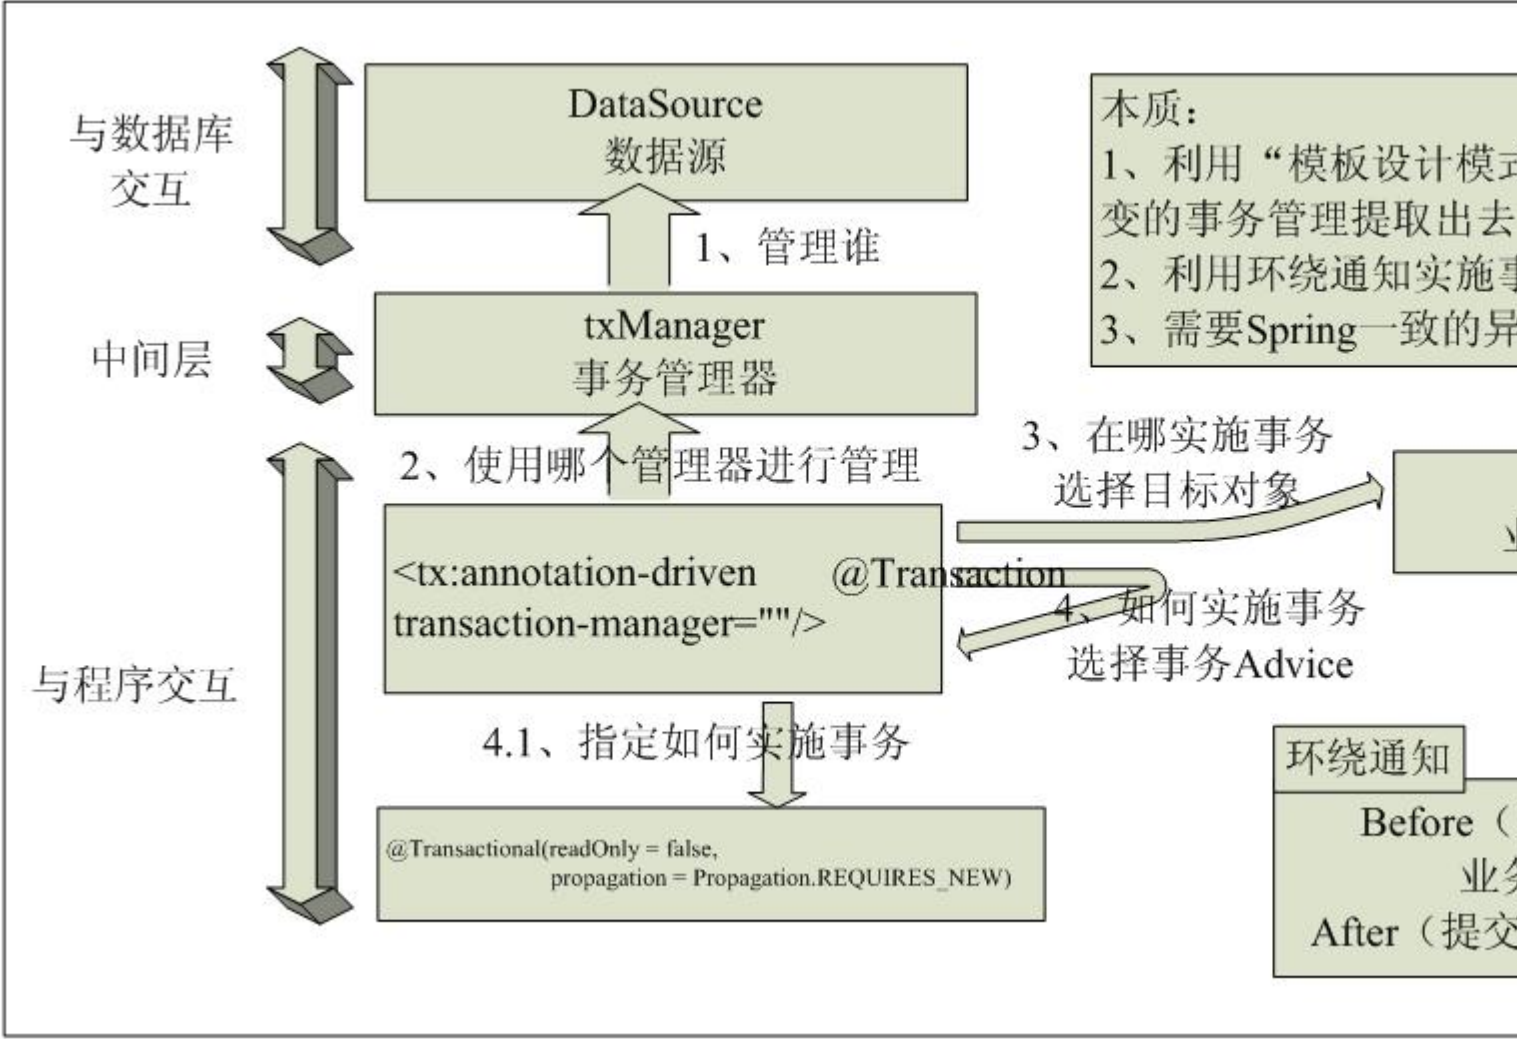 与数据库
交互
DataSource
数据源
1、管理谁
中间层
txManager
事务管理器
2、使用哪个管理器进行管理
与程序交互
<tx:annotation-driven @Transaction
transaction-manager=""/>
4.1、指定如何实施事务
@Transactional(readOnly = false,
propagation = Propagation.REQUIRES_NEW)
本质：
1、利用“模板设计模
变的事务管理提取出去
2、利用环绕通知实施
3、需要Spring一致的异
3、在哪实施事务
选择目标对象
4、如何实施事务
选择事务Advice
环绕通知
Before（
业务
After（提交